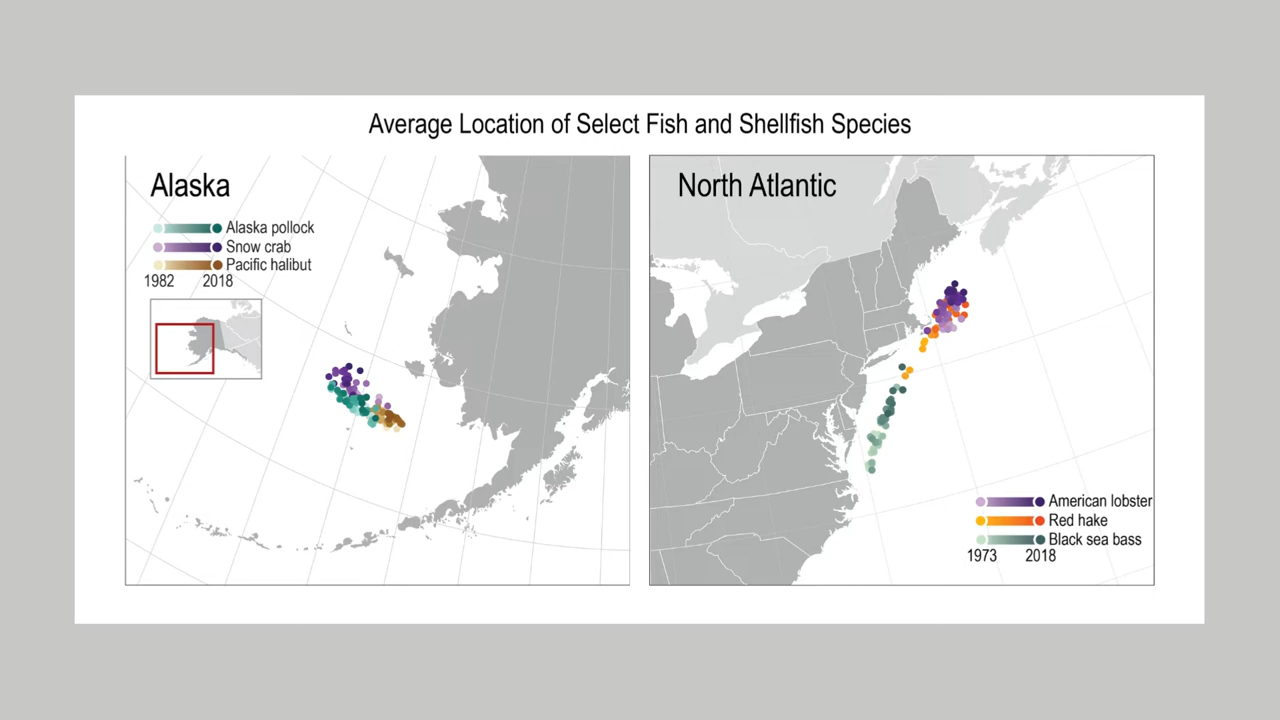 Average Location of Select Fish and Shellfish Species
Alaska
Alaska pollock
Snow crab
Pacific halibut
1982 2018
North Atlantic
American lobster
Red hake
Black sea bass
1973 2018